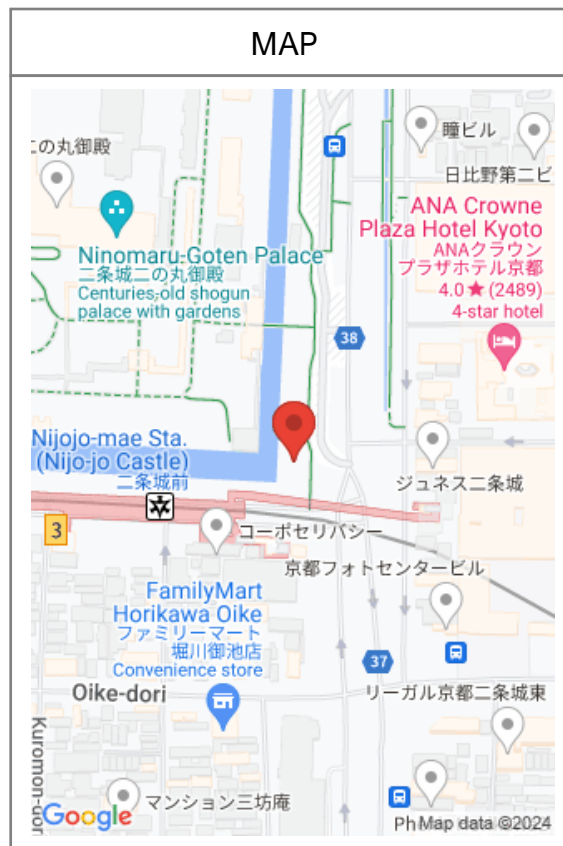 MAP
二の丸御殿
瞳ビル
日比野第二ビ
ANA Crowne
Plaza Hotel Kyoto
ANAクラウン
プラザホテル京都
4.0★(2489)
4-star hotel
Ninomaru-Goten Palace
二条城二の丸御殿
Centuries-old shogun
palace with gardens
38
Nijojo-mae Sta.
(Nijo-jo Castle)
二条城前
ジュネス二条城
3
コーポセリバシー
京都フォトセンタービル
FamilyMart
Horikawa Oike
ファミリーマート
堀川御池店
Convenience store
37
Oike-dori
リーガル京都二条城東
Kuromon-dor
マンション三坊庵
Google
Ph
Map data ©2024